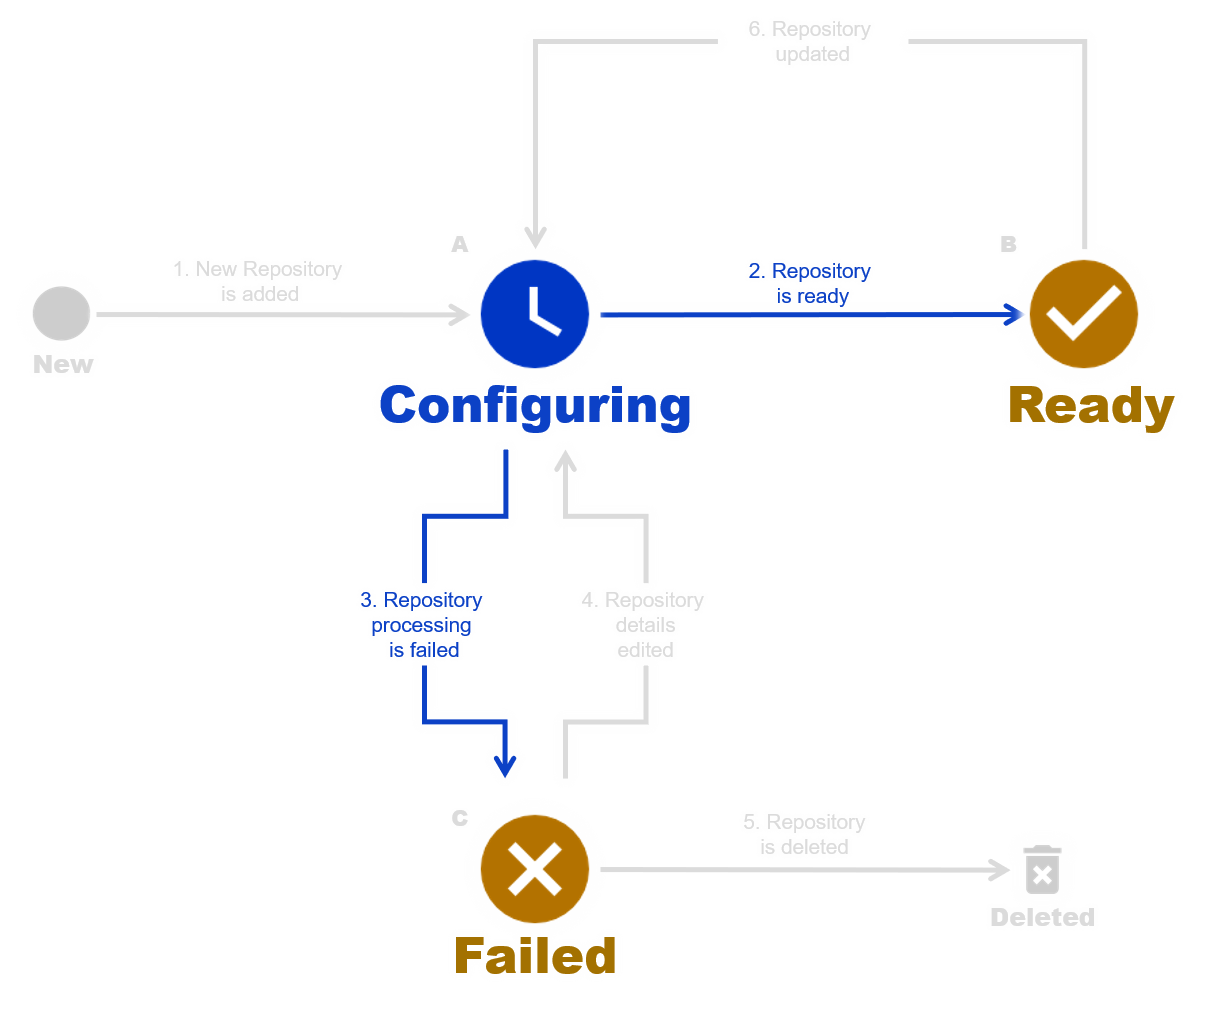 6. Repository
updated
A
B
1. New Repository
is added
2. Repository
is ready
New
Configuring
Ready
3. Repository
processing
is failed
4. Repository
details
edited
C
5. Repository
is deleted
Deleted
Failed